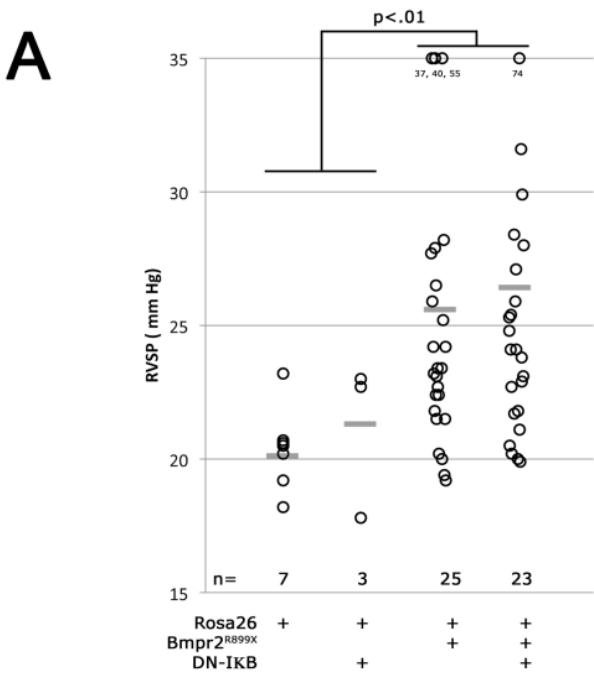 A
p<.01
35
37, 40, 55 74
30
RVSP ( mm Hg)
25
20
n= 7 3 25 23
15
Rosa26 + + + +
Bmpr2R899X + +
DN-IKB + +